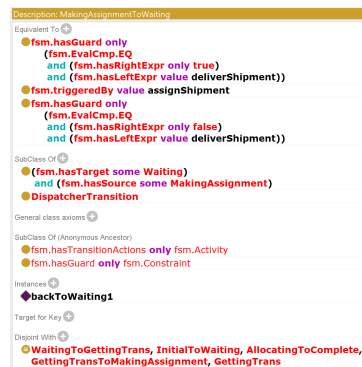 Description: MakingAssignmentToWaiting
Equivalent To
fsm.hasGuard only
(fsm.EvalCmp.EQ
and (fsm.hasRightExpr only true)
and (fsm.hasLeftExpr value deliverShipment))
fsm.triggeredBy value assignShipment
fsm.hasGuard only
(fsm.EvalCmp.EQ
and (fsm.hasRightExpr only false)
and (fsm.hasLeftExpr value deliverShipment))
SubClass Of
(fsm.hasTarget some Waiting)
and (fsm.hasSource some MakingAssignment)
DispatcherTransition
General class axioms
SubClass Of (Anonymous Ancestor)
fsm.hasTransitionActions only fsm.Activity
fsm.hasGuard only fsm.Constraint
Instances
backToWaiting1
Target for Key
Disjoint With
WaitingToGettingTrans, InitialToWaiting, AllocatingToComplete,
GettingTransToMakingAssignment, GettingTrans